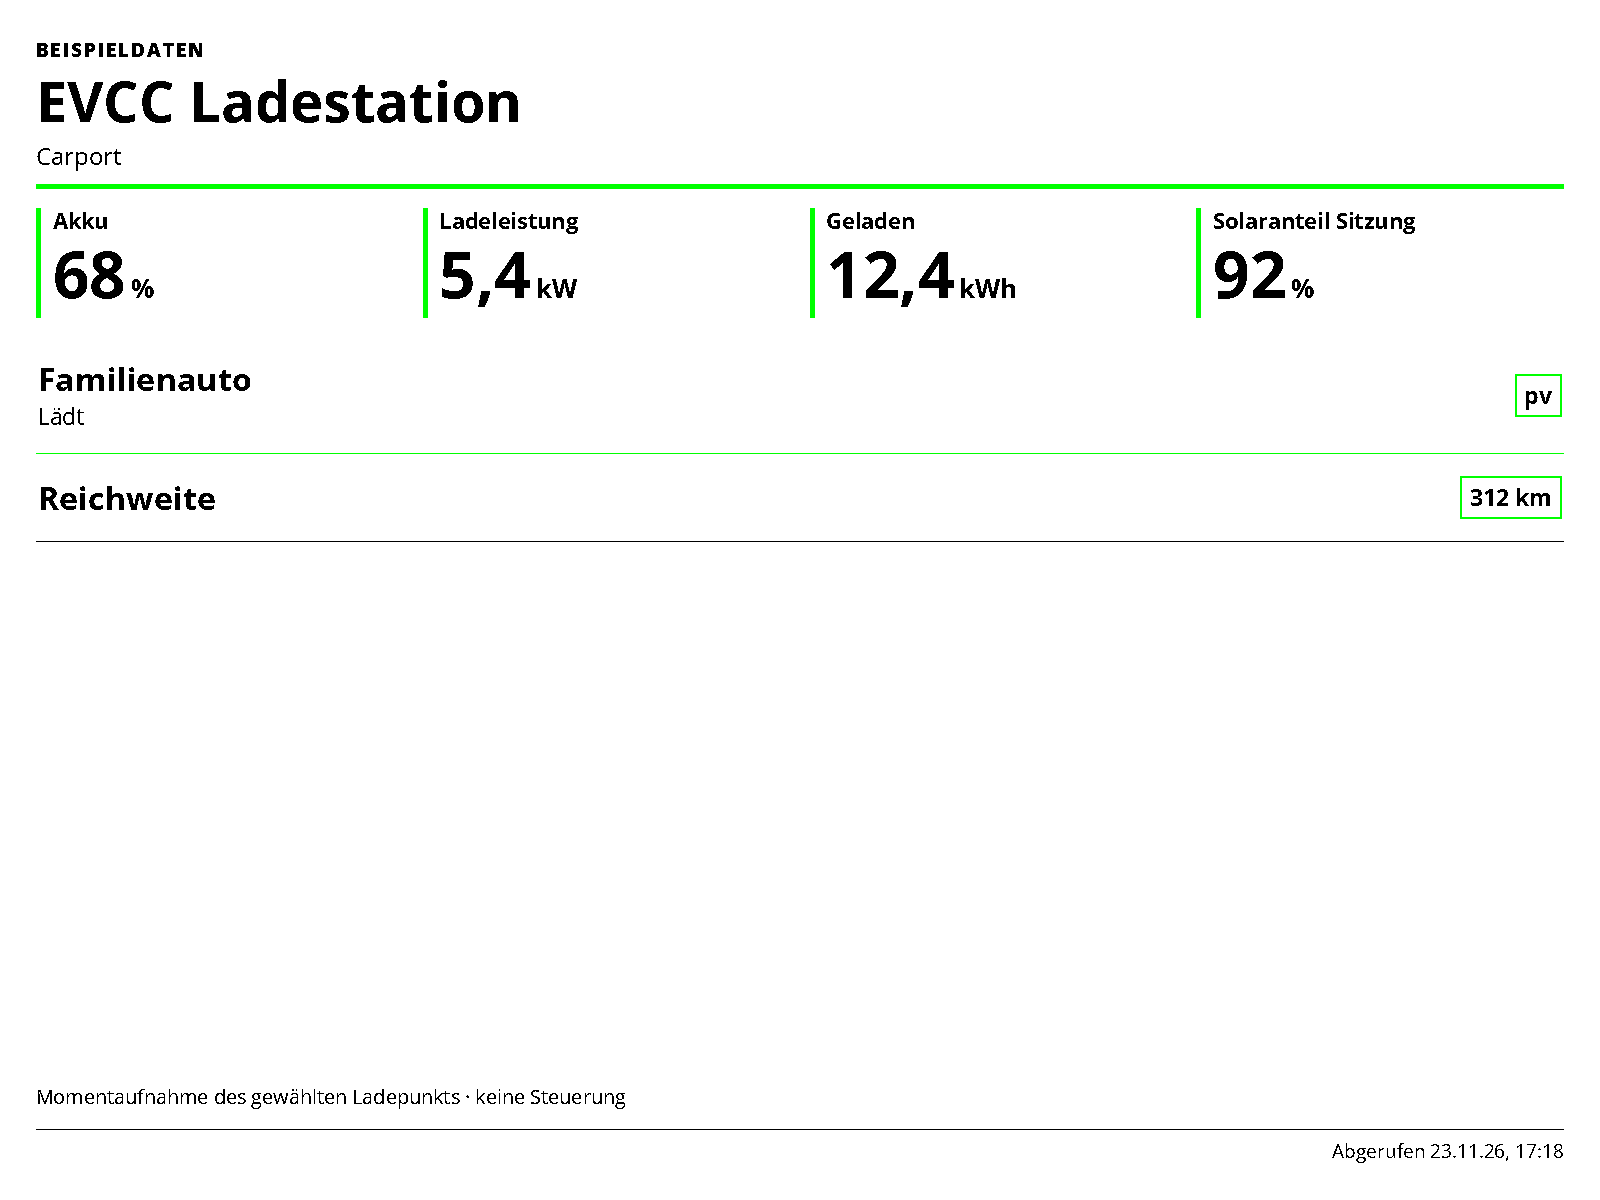 BEISPIELDATEN
EVCC Ladestation
Carport
Akku
68 %
Ladeleistung
5,4 kW
Geladen
12,4 kWh
Solaranteil Sitzung
92 %
Familienauto
Lädt
pv
Reichweite
312 km
Momentaufnahme des gewählten Ladepunkts · keine Steuerung
Abgerufen 23.11.26, 17:18